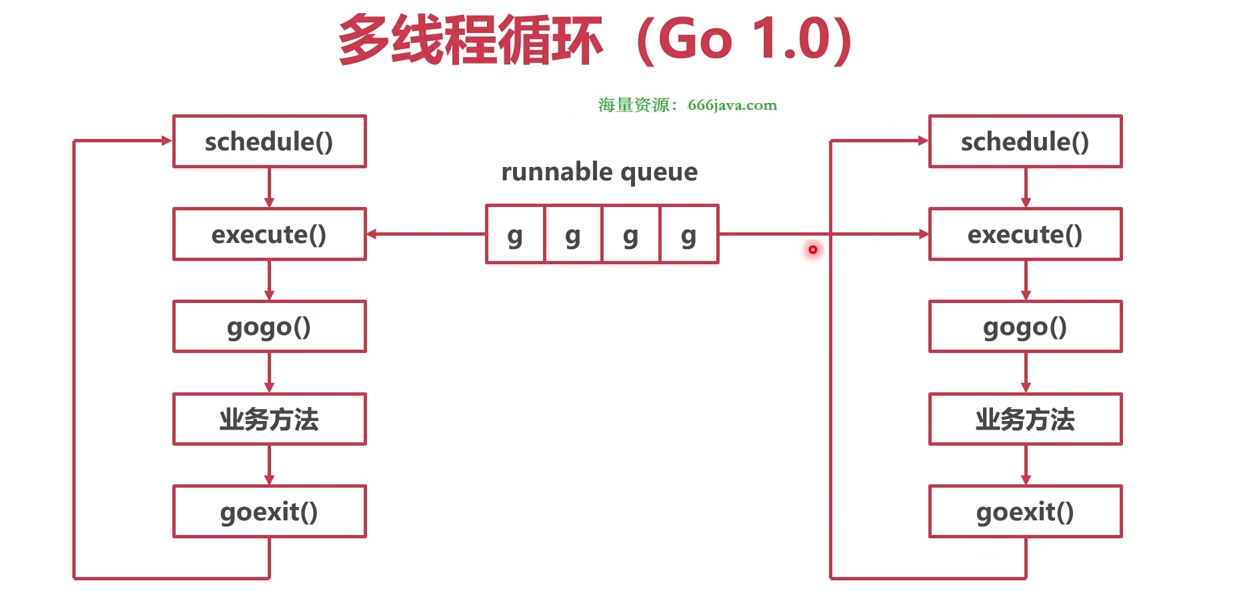 多线程循环（Go 1.0）
海量资源：666java.com
schedule()
execute()
gogo()
业务方法
goexit()
runnable queue
g g g g
schedule()
execute()
gogo()
业务方法
goexit()